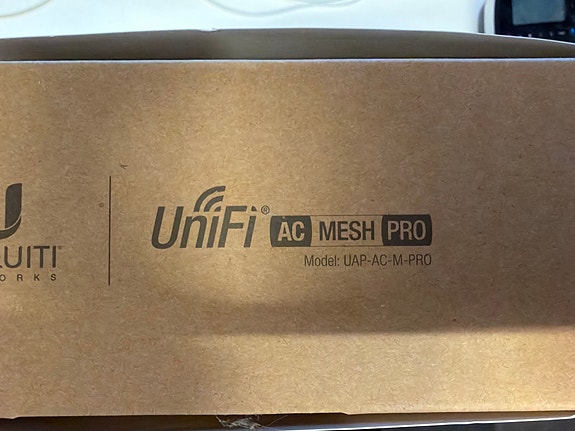 UniFi® AC MESH PRO
Model: UAP-AC-M-PRO